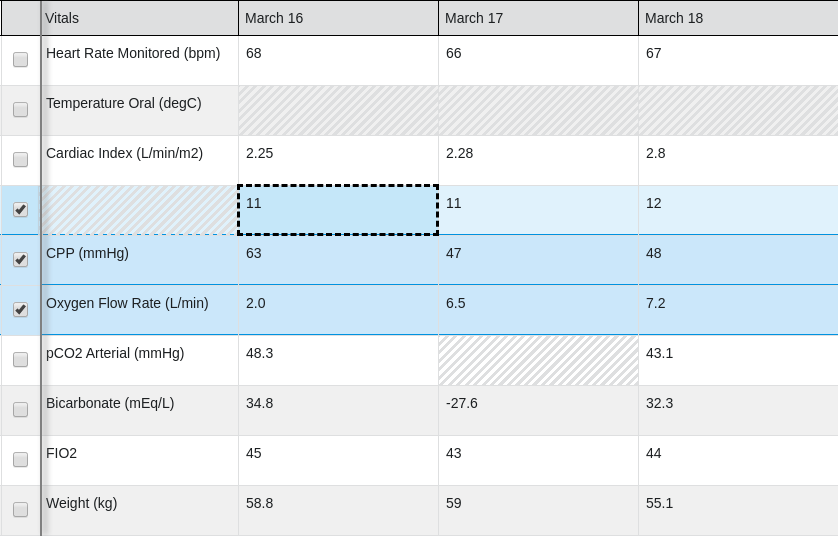 Vitals March 16 March 17 March 18
Heart Rate Monitored (bpm) 68 66 67
Temperature Oral (degC)
Cardiac Index (L/min/m2) 2.25 2.28 2.8
11 11 12
CPP (mmHg) 63 47 48
Oxygen Flow Rate (L/min) 2.0 6.5 7.2
pCO2 Arterial (mmHg) 48.3 43.1
Bicarbonate (mEq/L) 34.8 -27.6 32.3
FIO2 45 43 44
Weight (kg) 58.8 59 55.1